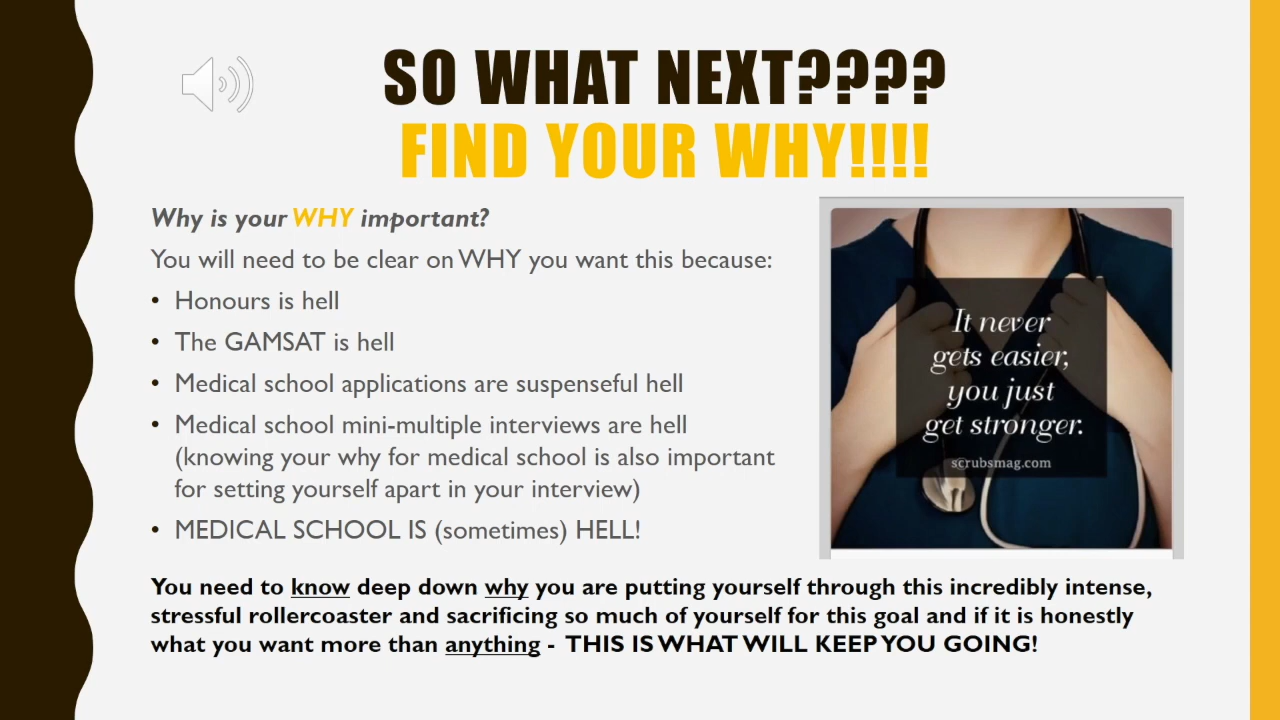 SO WHAT NEXT????
FIND YOUR WHY!!!!
Why is your WHY important?
You will need to be clear on WHY you want this because:
• Honours is hell
• The GAMSAT is hell
• Medical school applications are suspenseful hell
• Medical school mini-multiple interviews are hell
(knowing your why for medical school is also important
for setting yourself apart in your interview)
• MEDICAL SCHOOL IS (sometimes) HELL!
It never
gets easier,
you just
get stronger.
scrubsmag.com
You need to know deep down why you are putting yourself through this incredibly intense,
stressful rollercoaster and sacrificing so much of yourself for this goal and if it is honestly
what you want more than anything - THIS IS WHAT WILL KEEP YOU GOING!